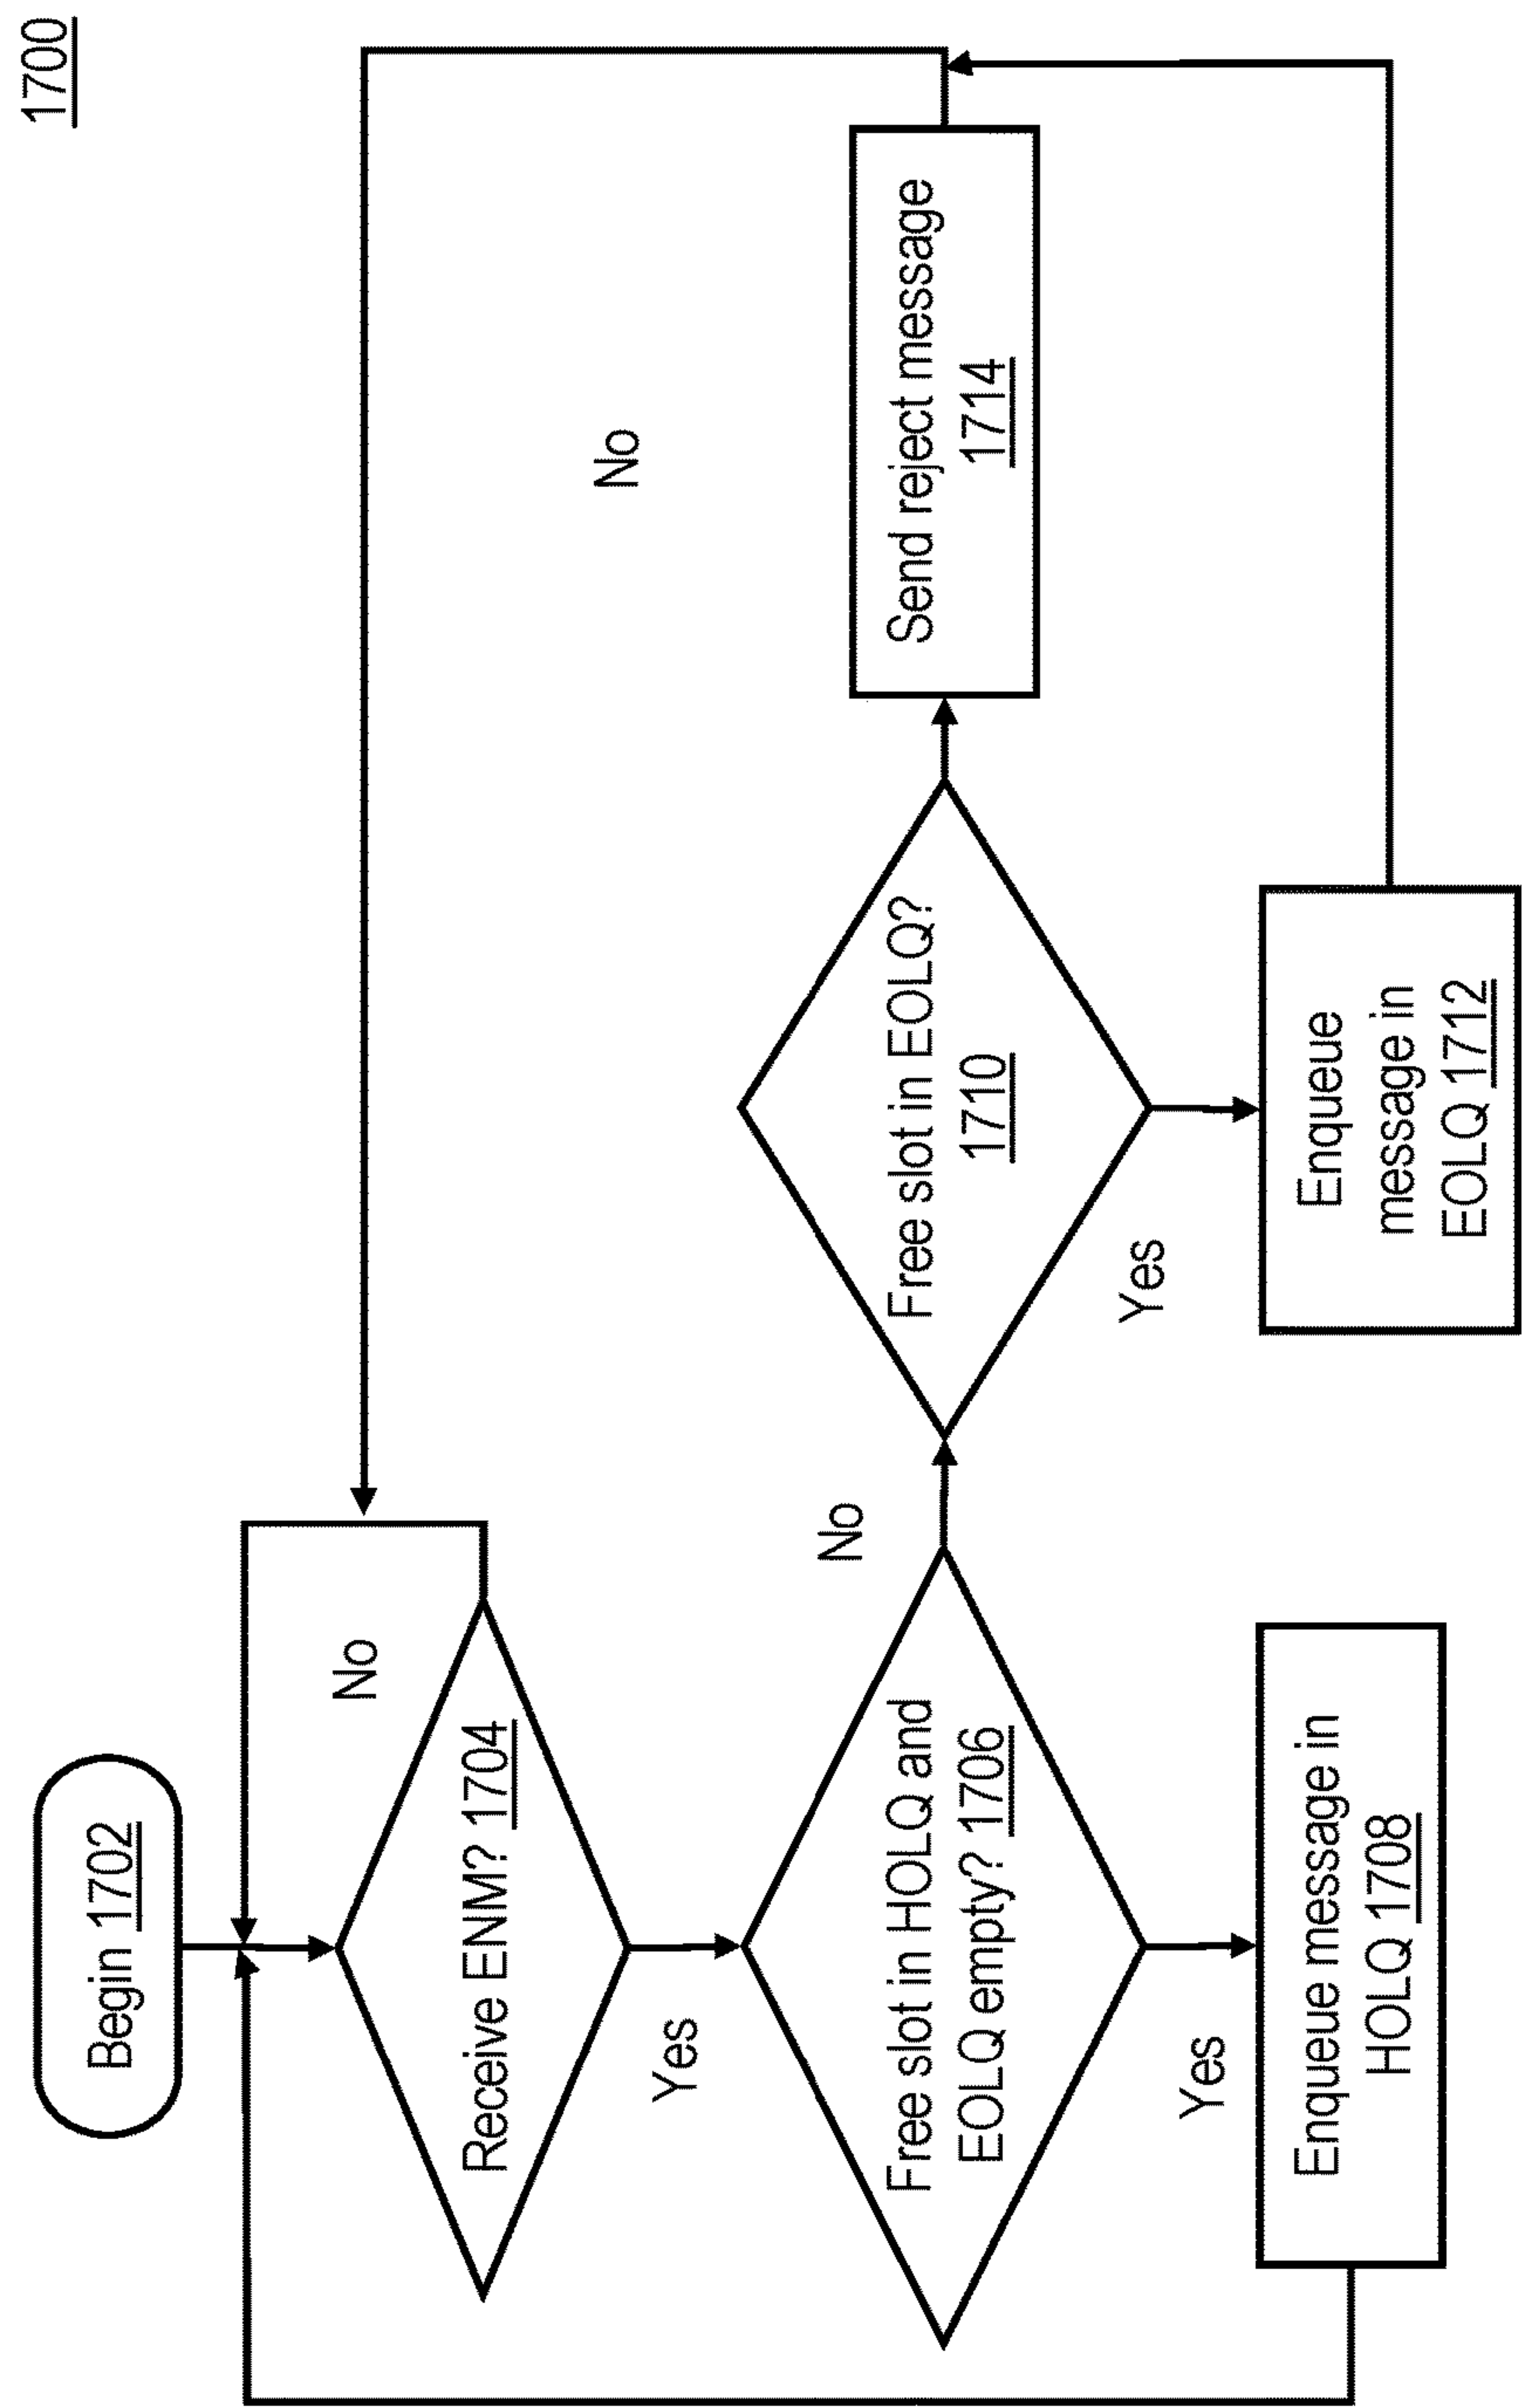 1700
Begin 1702
Receive ENM? 1704
No
Yes
Free slot in HOLQ and
EOLQ empty? 1706
No
Yes
Enqueue message in
HOLQ 1708
Free slot in EOLQ?
1710
No
Yes
Enqueue
message in
EOLQ 1712
Send reject message
1714